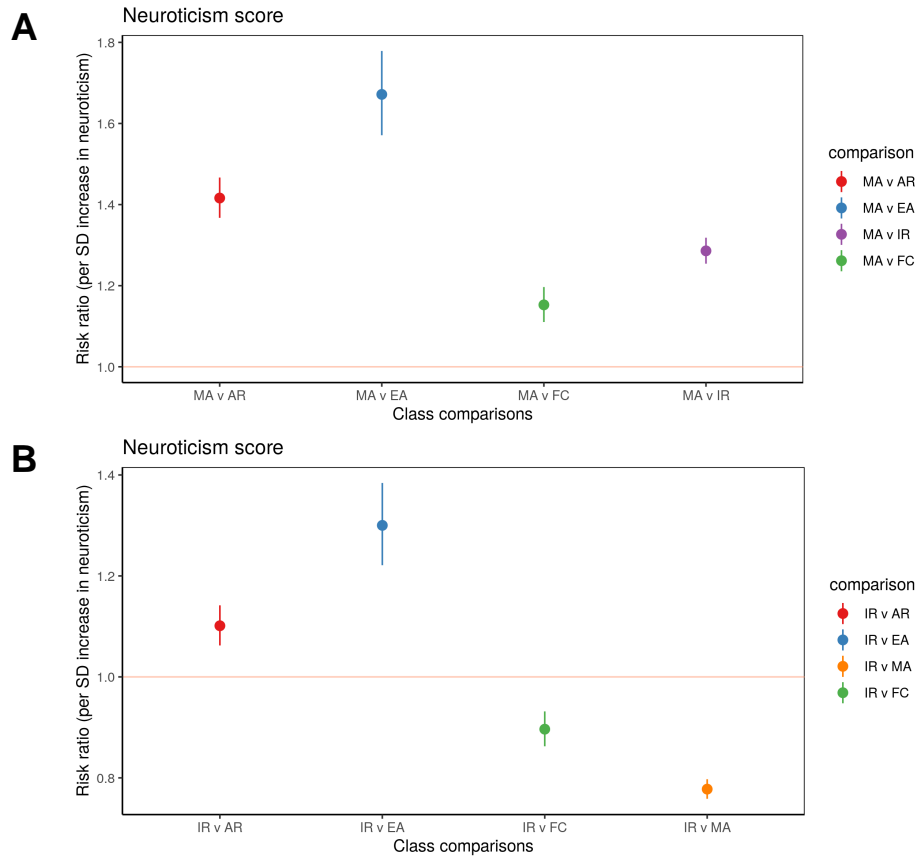 A
Neuroticism score
Risk ratio (per SD increase in neuroticism)
1.8
1.6
1.4
1.2
1.0
MA v AR
MA v EA
MA v FC
MA v IR
Class comparisons
comparison
MA v AR
MA v EA
MA v IR
MA v FC
B
Neuroticism score
Risk ratio (per SD increase in neuroticism)
1.4
1.2
1.0
0.8
IR v AR
IR v EA
IR v FC
IR v MA
Class comparisons
comparison
IR v AR
IR v EA
IR v MA
IR v FC